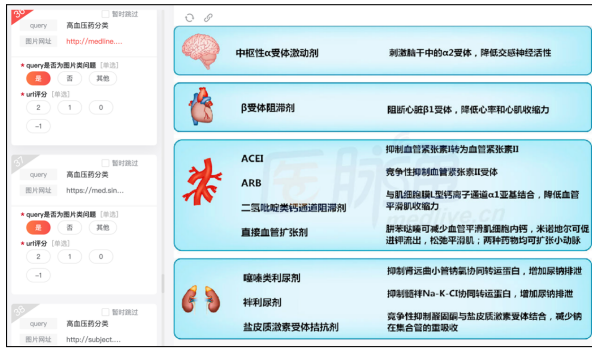 36
暂时跳过
query
高血压药分类
图片网址
http://medline....
* query是否为图片类问题 [单选]
是
否
其他
* url评分 [单选]
2
1
0
-1
37
暂时跳过
query
高血压药分类
图片网址
https://med.sin...
* query是否为图片类问题 [单选]
是
否
其他
* url评分 [单选]
2
1
0
-1
38
暂时跳过
query
高血压药分类
图片网址
http://subject....
中枢性α受体激动剂
刺激脑干中的α2受体，降低交感神经活性
β受体阻滞剂
阻断心脏β1受体，降低心率和心肌收缩力
ACEI
抑制血管紧张素I转为血管紧张素II
ARB
竞争性抑制血管紧张素II受体
二氢吡啶类钙通道阻滞剂
与肌细胞膜L型钙离子通道α1亚基结合，降低血管
平滑肌收缩力
直接血管扩张剂
肼苯哒嗪可减少血管平滑肌细胞内钙，米诺地尔可促
进钾流出，松弛平滑肌；两种药物均可扩张小动脉
噻嗪类利尿剂
抑制肾远曲小管钠氯协同转运蛋白，增加尿钠排泄
袢利尿剂
抑制髓袢Na-K-Cl协同转运蛋白，增加尿钠排泄
盐皮质激素受体拮抗剂
竞争性抑制醛固酮与盐皮质激素受体结合，减少钠
在集合管的重吸收
医脉通
medlive.cn